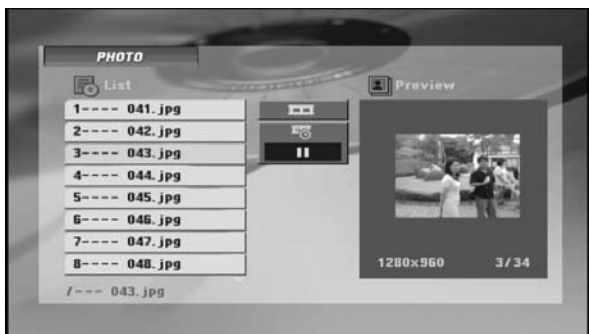 PHOTO
List
1---- 041.jpg
2---- 042.jpg
3---- 043.jpg
4---- 044.jpg
5---- 045.jpg
6---- 046.jpg
7---- 047.jpg
8---- 048.jpg
/--- 043.jpg
Preview
1280x960 3/34